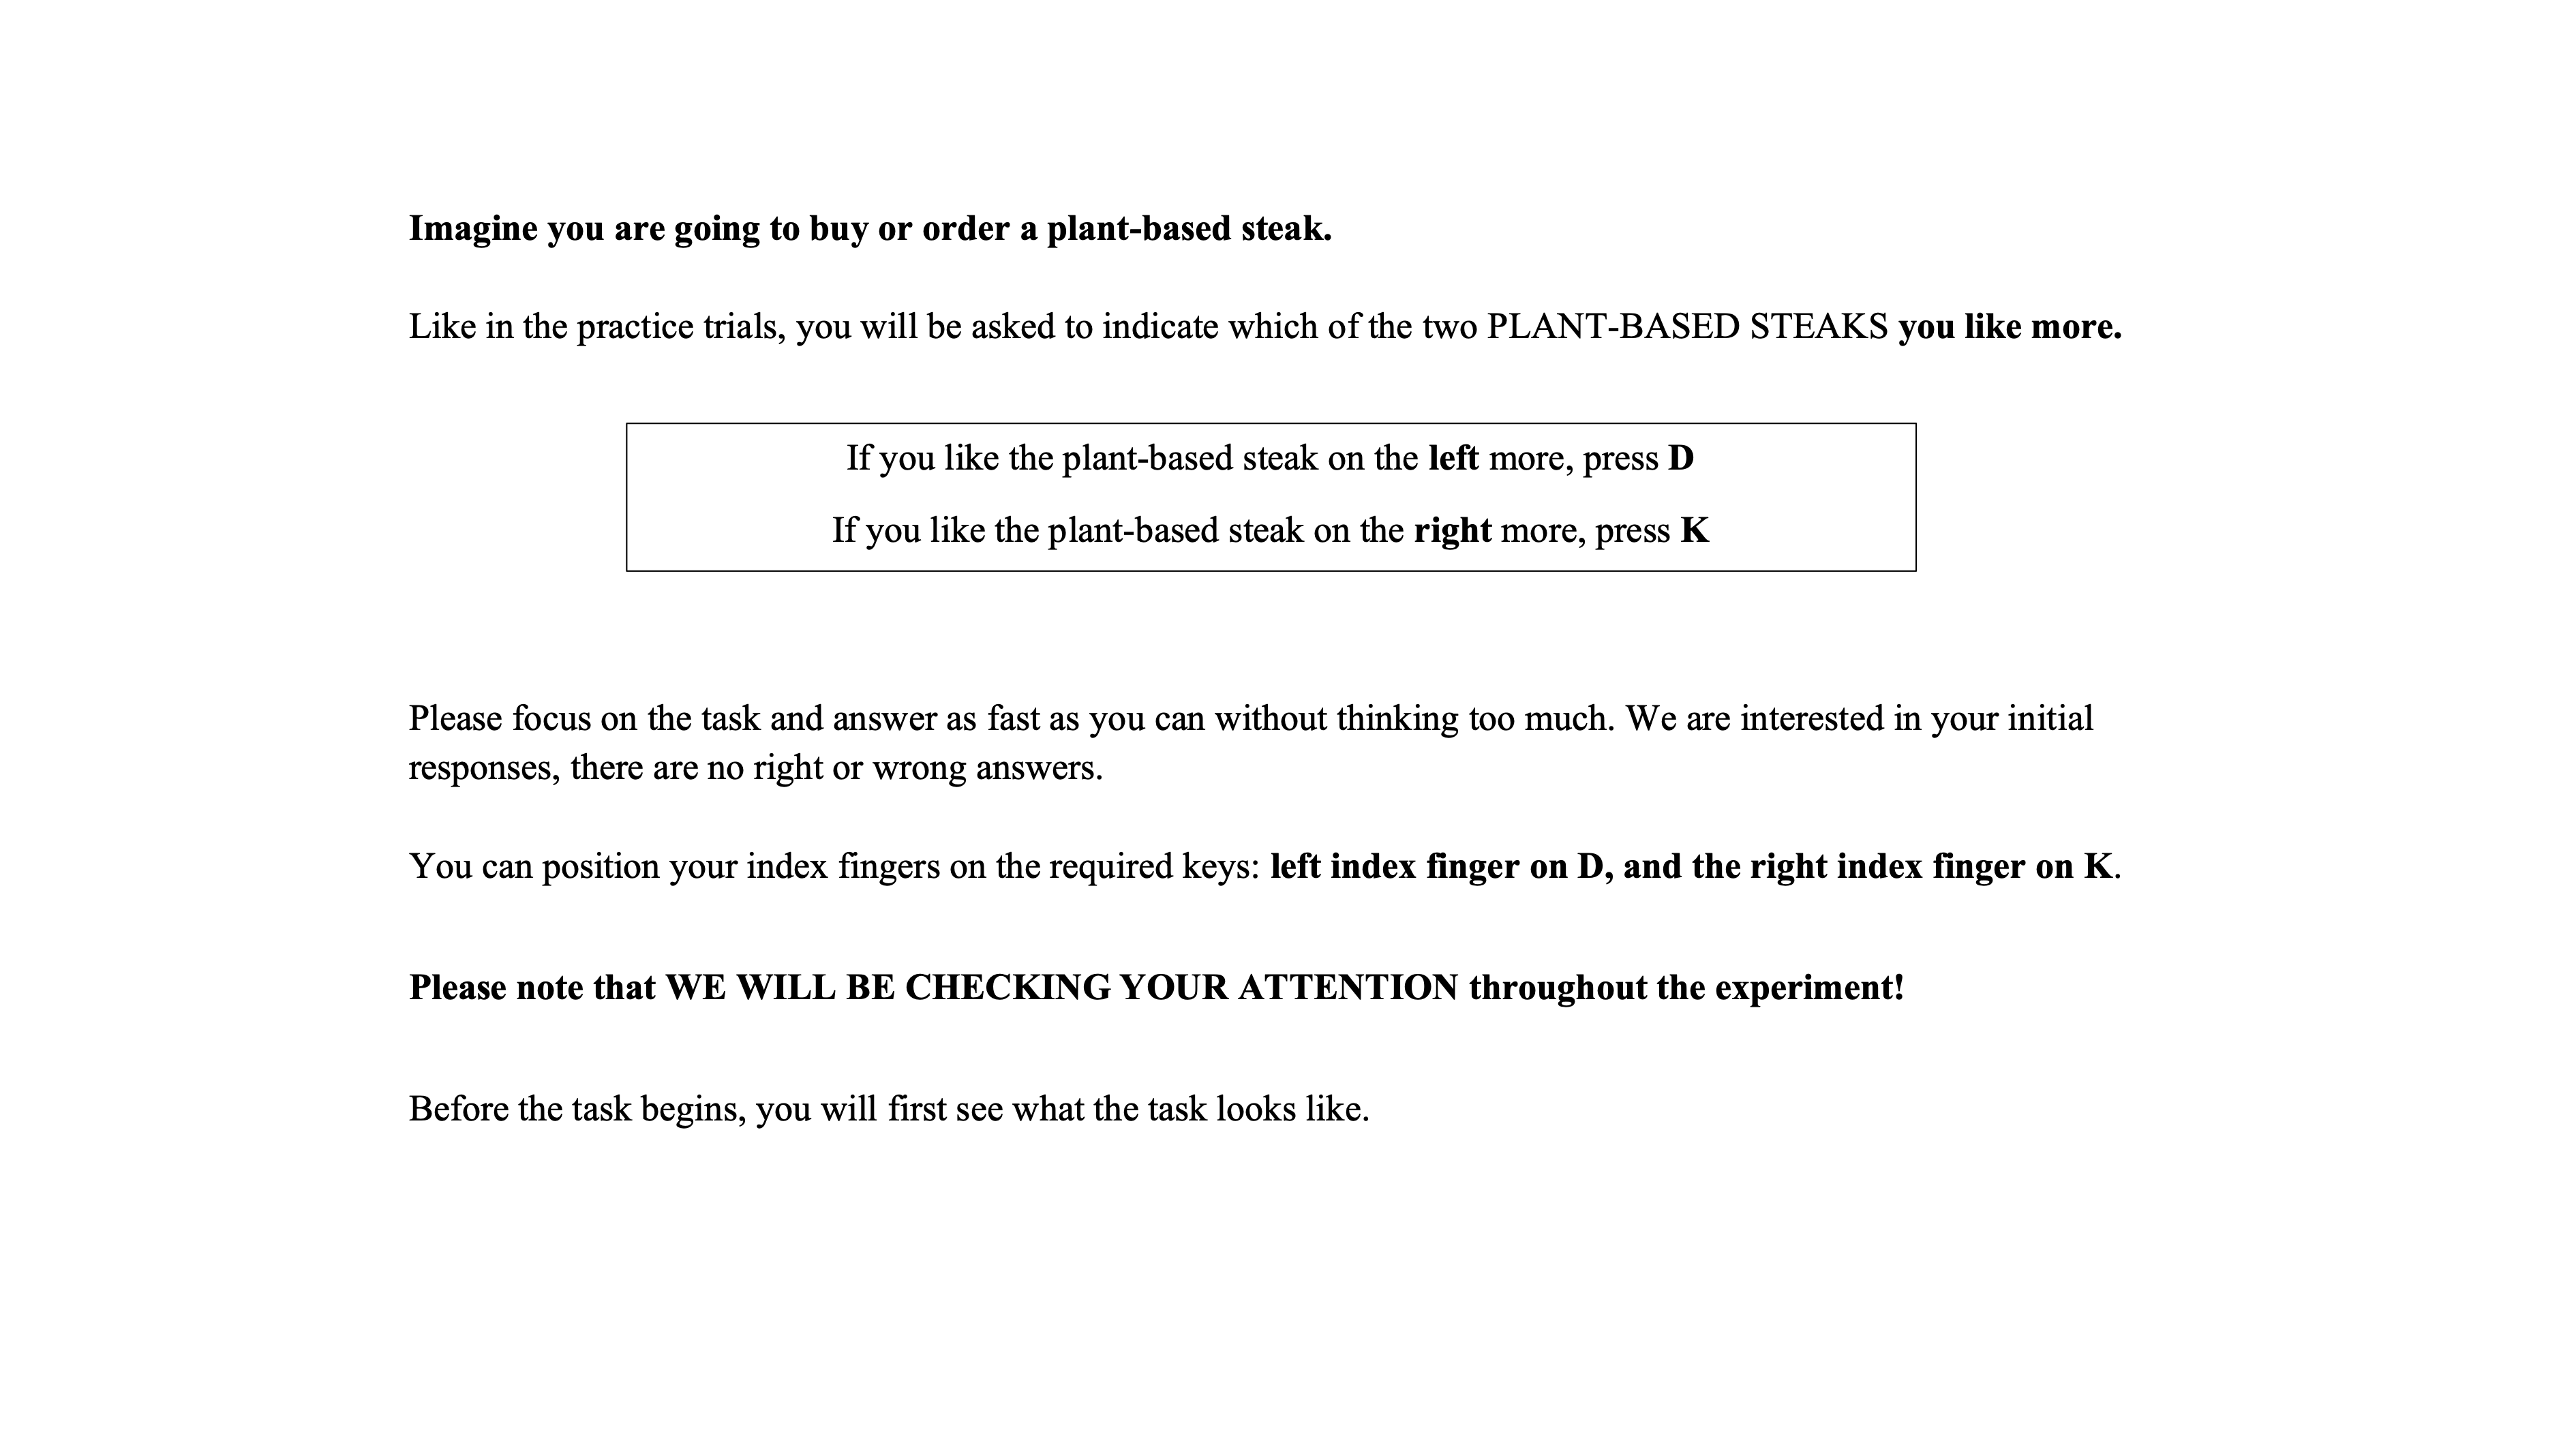 Imagine you are going to buy or order a plant-based steak.
Like in the practice trials, you will be asked to indicate which of the two PLANT-BASED STEAKS you like more.
If you like the plant-based steak on the left more, press D
If you like the plant-based steak on the right more, press K
Please focus on the task and answer as fast as you can without thinking too much. We are interested in your initial
responses, there are no right or wrong answers.
You can position your index fingers on the required keys: left index finger on D, and the right index finger on K.
Please note that WE WILL BE CHECKING YOUR ATTENTION throughout the experiment!
Before the task begins, you will first see what the task looks like.